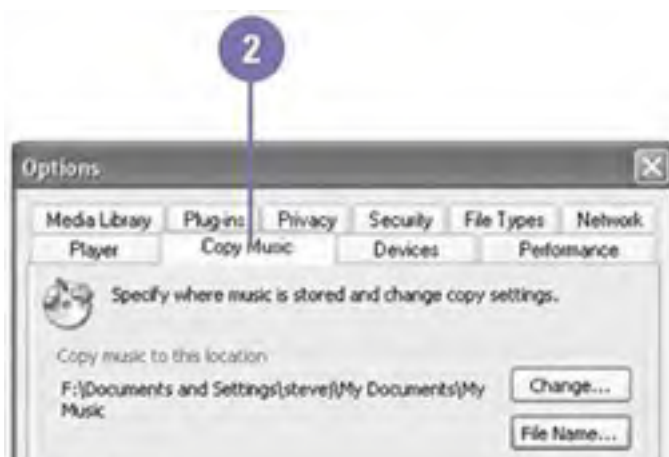 2
Options
Media Library Plug-ins Privacy Security File Types Network
Player Copy Music Devices Performance
Specify where music is stored and change copy settings.
Copy music to this location
F:\Documents and Settings\stevej\My Documents\My
Music
Change...
File Name...